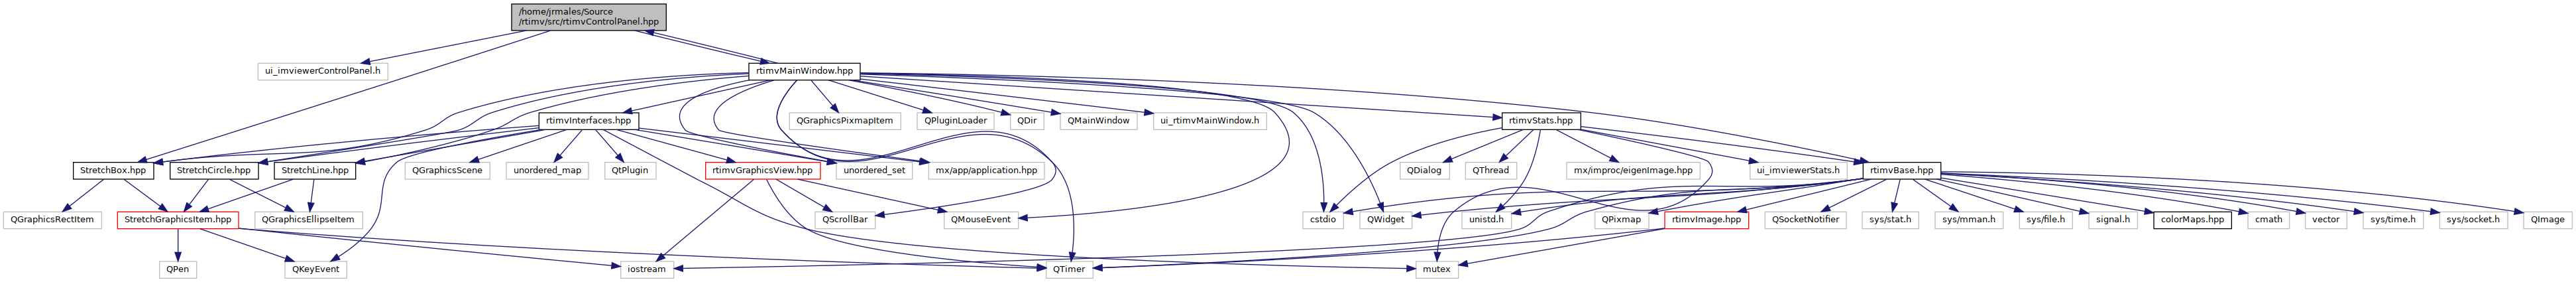 /home/jrmales/Source
/rtimv/src/rtimvControlPanel.hpp
ui_imviewerControlPanel.h
rtimvMainWindow.hpp
rtimvInterfaces.hpp
QGraphicsPixmapItem
QPluginLoader
QDir
QMainWindow
ui_rtimvMainWindow.h
rtimvStats.hpp
StretchBox.hpp
StretchCircle.hpp
StretchLine.hpp
QGraphicsScene
unordered_map
QtPlugin
rtimvGraphicsView.hpp
unordered_set
mx/app/application.hpp
QDialog
QThread
mx/improc/eigenImage.hpp
ui_imviewerStats.h
rtimvBase.hpp
QGraphicsRectItem
StretchGraphicsItem.hpp
QGraphicsEllipseItem
QScrollBar
QMouseEvent
cstdio
QWidget
unistd.h
QPixmap
rtimvImage.hpp
QSocketNotifier
sys/stat.h
sys/mman.h
sys/file.h
signal.h
colorMaps.hpp
cmath
vector
sys/time.h
sys/socket.h
QImage
QPen
QKeyEvent
iostream
QTimer
mutex